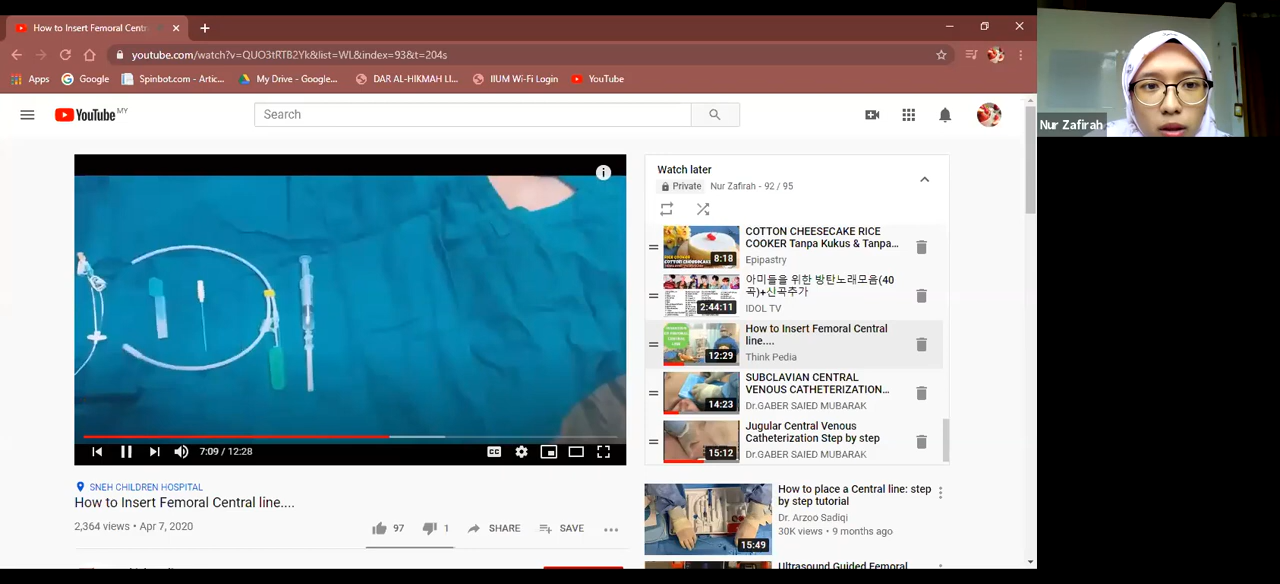 How to Insert Femoral Centr
youtube.com/watch?v=QUO3tRTB2Yk&list=WL&index=93&t=204s
Apps
Google
Spinbot.com - Artic...
My Drive - Google...
DAR AL-HIKMAH LI...
IIUM Wi-Fi Login
YouTube
YouTube MY
Search
Nur Zafirah
Watch later
Private Nur Zafirah - 92 / 95
COTTON CHEESECAKE RICE
COOKER Tanpa Kukus & Tanpa...
Epipastry
8:18
아미들을 위한 방탄노래모음(40
곡)+신곡추가
IDOL TV
2:44:11
How to Insert Femoral Central
line....
Think Pedia
12:29
SUBCLAVIAN CENTRAL
VENOUS CATHETERIZATION...
Dr.GABER SAIED MUBARAK
14:23
Jugular Central Venous
Catheterization Step by step
Dr.GABER SAIED MUBARAK
15:12
7:09 / 12:28
CC
SNEH CHILDREN HOSPITAL
How to Insert Femoral Central line....
2,364 views • Apr 7, 2020
97 1 SHARE SAVE
How to place a Central line: step
by step tutorial
Dr. Arzoo Sadiqi
30K views • 9 months ago
15:49
Ultrasound Guided Femoral